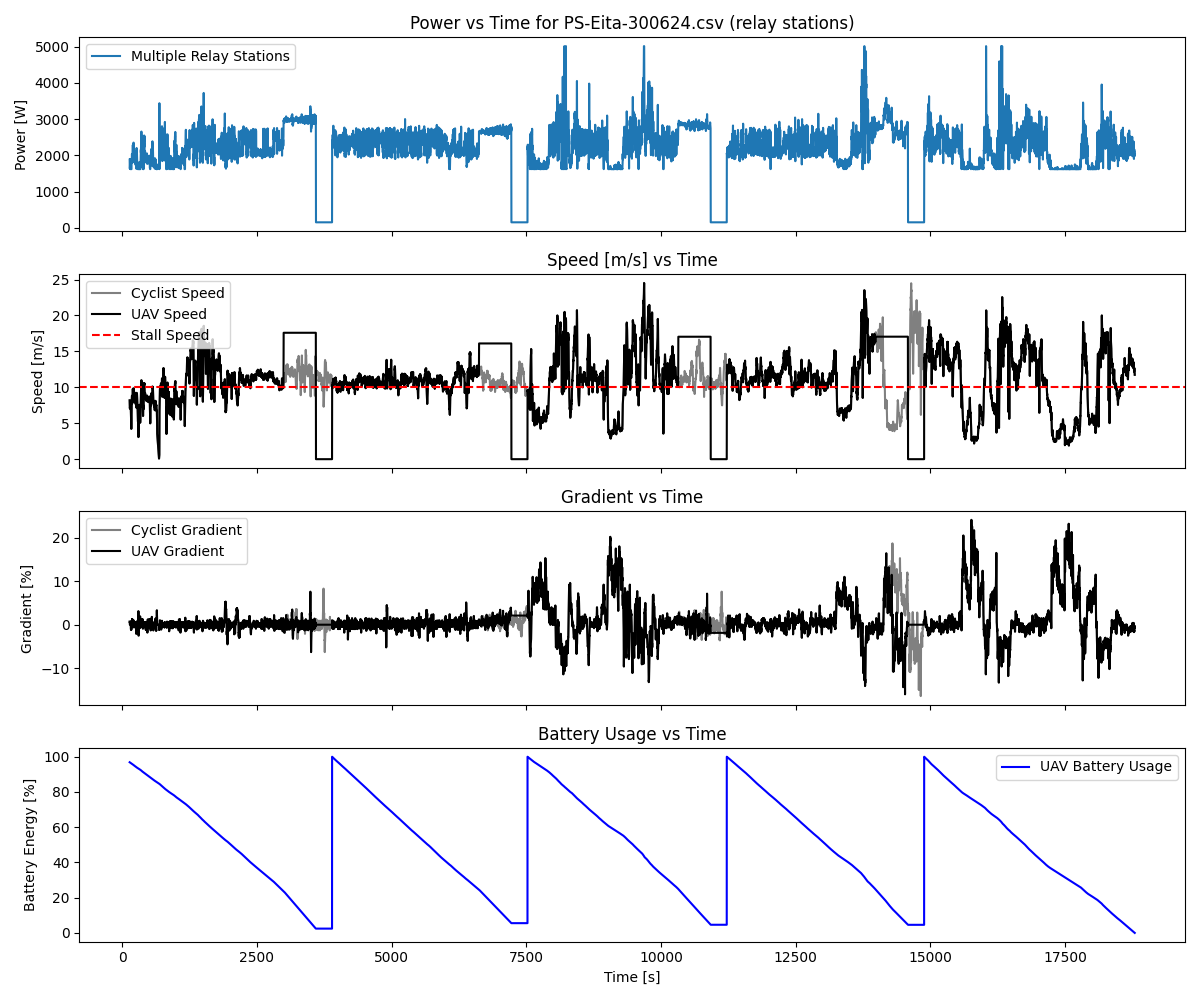 Power vs Time for PS-Eita-300624.csv (relay stations)
Power [W]
5000
4000
3000
2000
1000
0
Multiple Relay Stations
Speed [m/s] vs Time
Speed [m/s]
25
20
15
10
5
0
Cyclist Speed
UAV Speed
Stall Speed
Gradient vs Time
Gradient [%]
20
10
0
−10
Cyclist Gradient
UAV Gradient
Battery Usage vs Time
Battery Energy [%]
100
80
60
40
20
0
UAV Battery Usage
0 2500 5000 7500 10000 12500 15000 17500
Time [s]